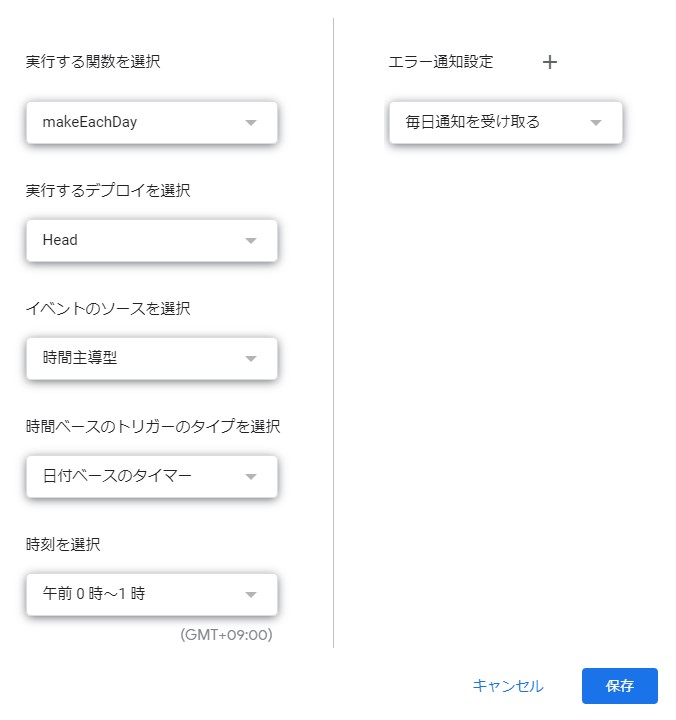 実行する関数を選択
makeEachDay
実行するデプロイを選択
Head
イベントのソースを選択
時間主導型
時間ベースのトリガーのタイプを選択
日付ベースのタイマー
時刻を選択
午前 0 時～1 時
(GMT+09:00)
エラー通知設定
毎日通知を受け取る
キャンセル
保存